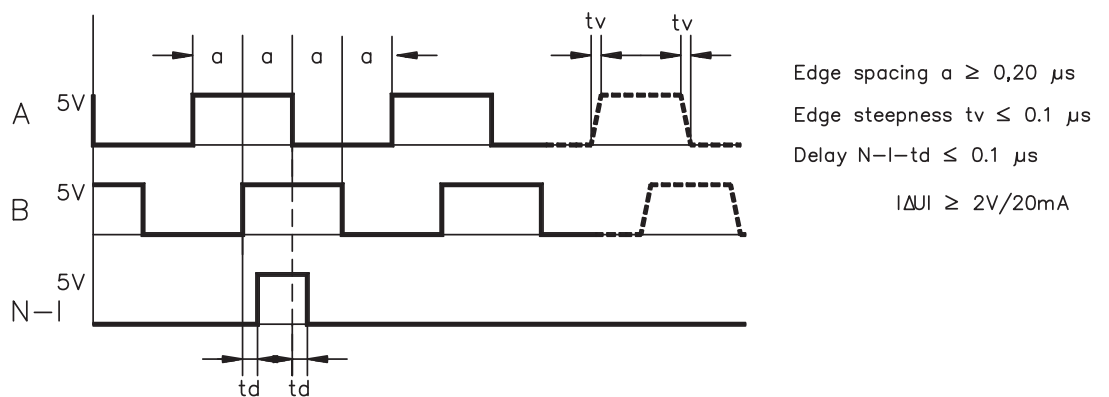 tv tv
a a a a
A 5V
Edge spacing a ≥ 0,20 µs
Edge steepness tv ≤ 0.1 µs
Delay N–I–td ≤ 0.1 µs
B 5V
IΔUI ≥ 2V/20mA
N–I 5V
td td